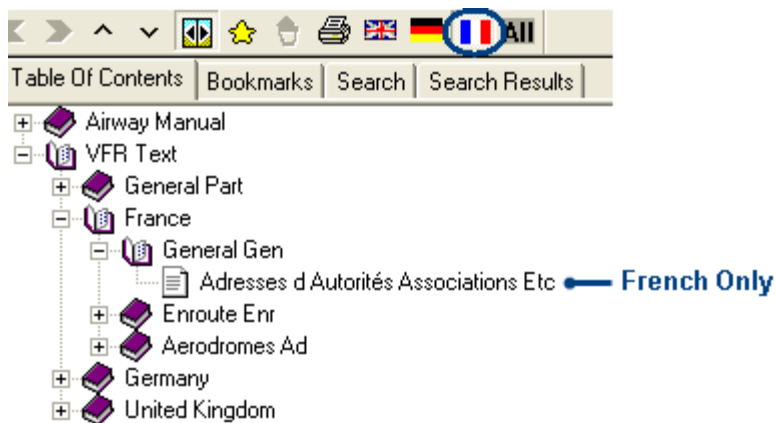 All
Table Of Contents Bookmarks Search Search Results
Airway Manual
VFR Text
General Part
France
General Gen
Adresses d Autorités Associations Etc French Only
Enroute Enr
Aerodromes Ad
Germany
United Kingdom